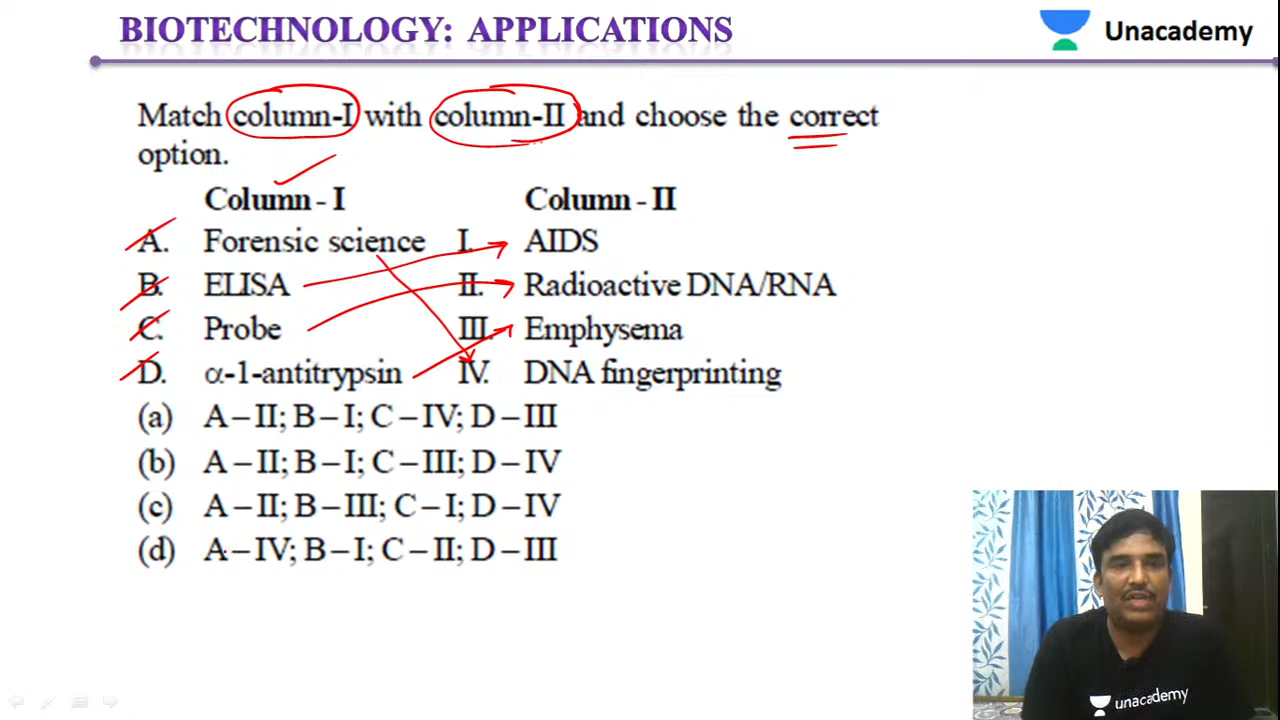 BIOTECHNOLOGY: APPLICATIONS
Unacademy
Match column-I with column-II and choose the correct
option.
Column - I Column - II
A. Forensic science I. AIDS
B. ELISA II. Radioactive DNA/RNA
C. Probe III. Emphysema
D. α-1-antitrypsin IV. DNA fingerprinting
(a) A – II; B – I; C – IV; D – III
(b) A – II; B – I; C – III; D – IV
(c) A – II; B – III; C – I; D – IV
(d) A – IV; B – I; C – II; D – III
unacademy